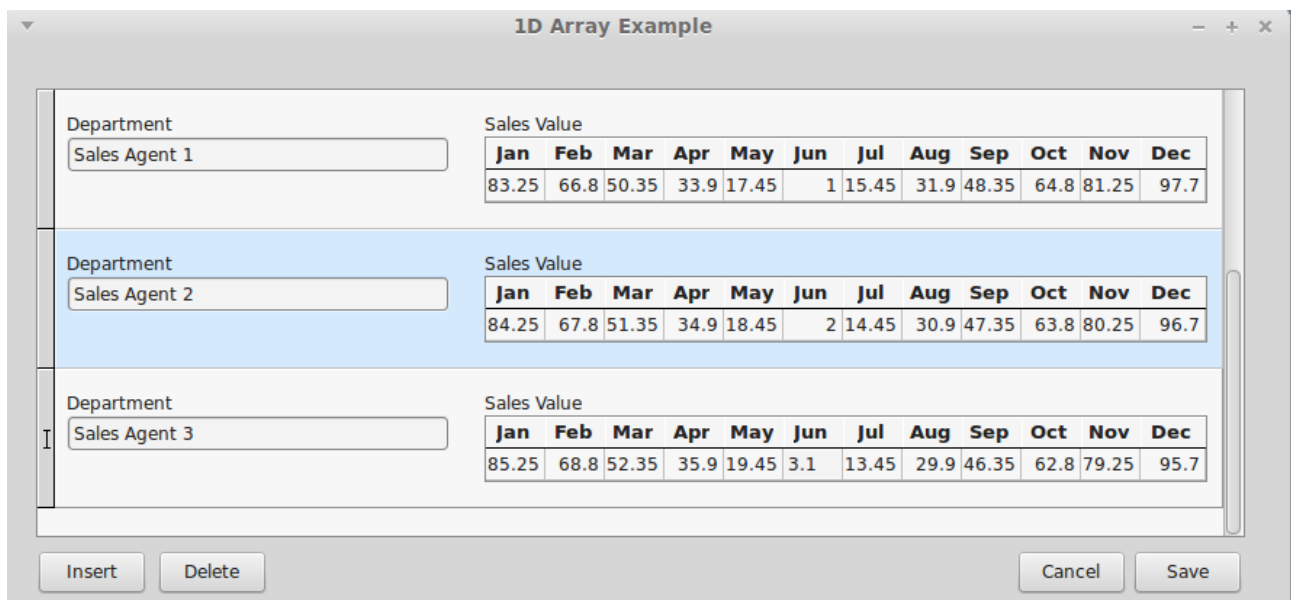 1D Array Example
Department
Sales Agent 1
Sales Value
Jan Feb Mar Apr May Jun Jul Aug Sep Oct Nov Dec
83.25 66.8 50.35 33.9 17.45 1 15.45 31.9 48.35 64.8 81.25 97.7
Department
Sales Agent 2
Sales Value
Jan Feb Mar Apr May Jun Jul Aug Sep Oct Nov Dec
84.25 67.8 51.35 34.9 18.45 2 14.45 30.9 47.35 63.8 80.25 96.7
Department
Sales Agent 3
Sales Value
Jan Feb Mar Apr May Jun Jul Aug Sep Oct Nov Dec
85.25 68.8 52.35 35.9 19.45 3.1 13.45 29.9 46.35 62.8 79.25 95.7
Insert Delete Cancel Save